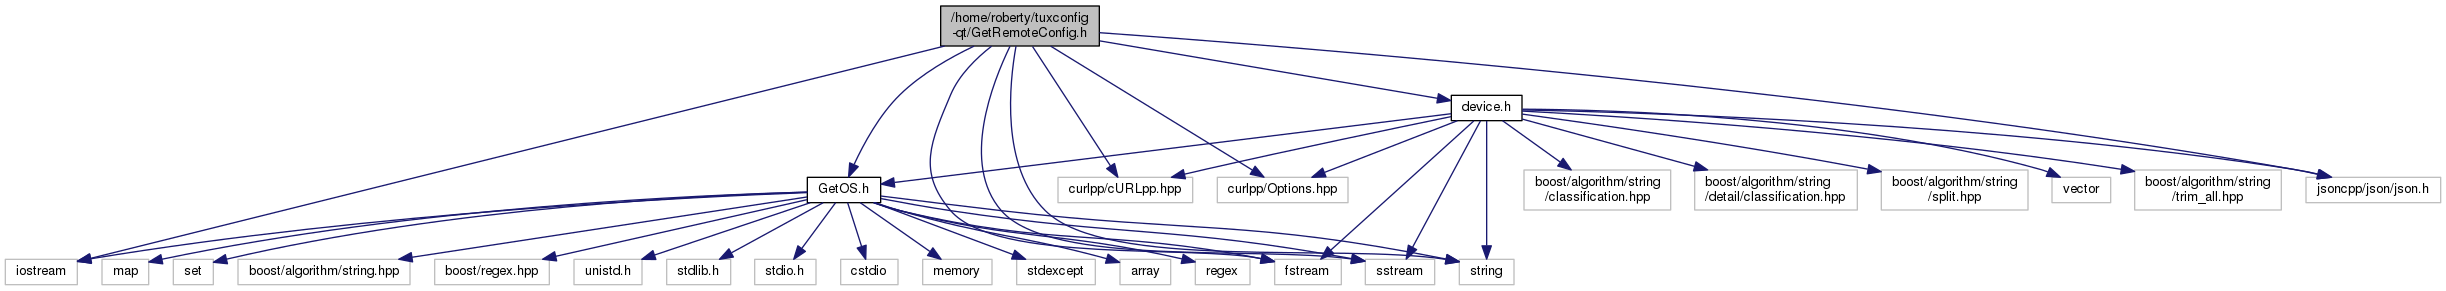 /home/roberty/tuxconfig
-qt/GetRemoteConfig.h
device.h
GetOS.h
curlpp/cURLpp.hpp
curlpp/Options.hpp
boost/algorithm/string
/classification.hpp
boost/algorithm/string
/detail/classification.hpp
boost/algorithm/string
/split.hpp
vector
boost/algorithm/string
/trim_all.hpp
jsoncpp/json/json.h
iostream
map
set
boost/algorithm/string.hpp
boost/regex.hpp
unistd.h
stdlib.h
stdio.h
cstdio
memory
stdexcept
array
regex
fstream
sstream
string